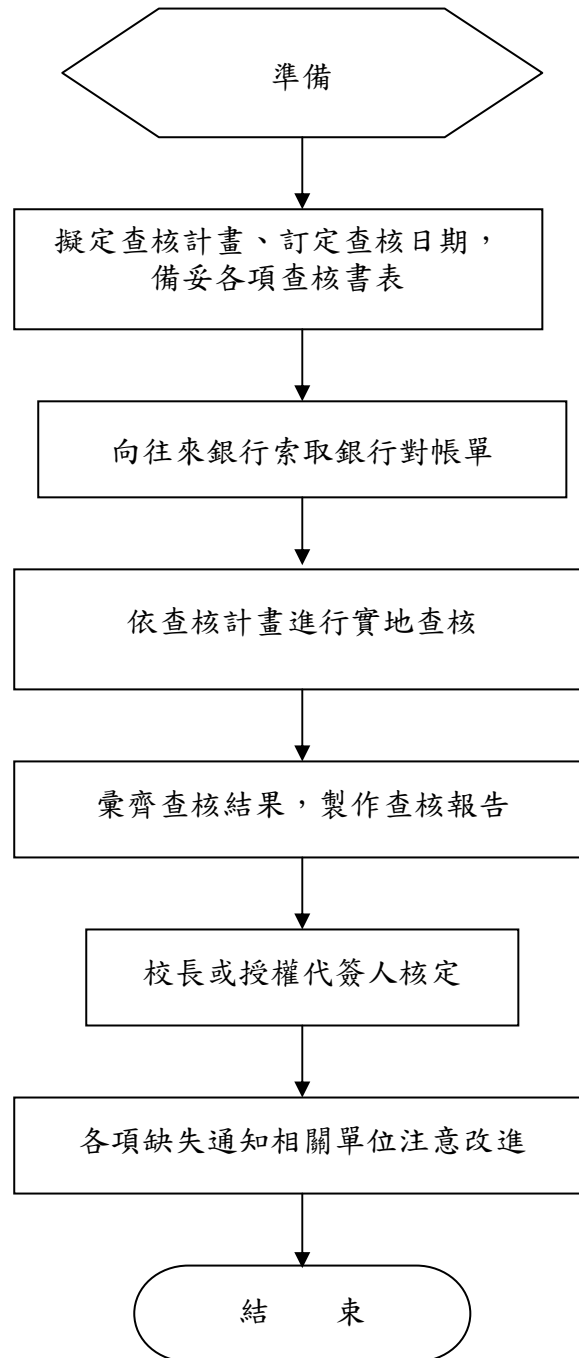 準備
擬定查核計畫、訂定查核日期，
備妥各項查核書表
向往來銀行索取銀行對帳單
依查核計畫進行實地查核
彙齊查核結果，製作查核報告
校長或授權代簽人核定
各項缺失通知相關單位注意改進
結　　束